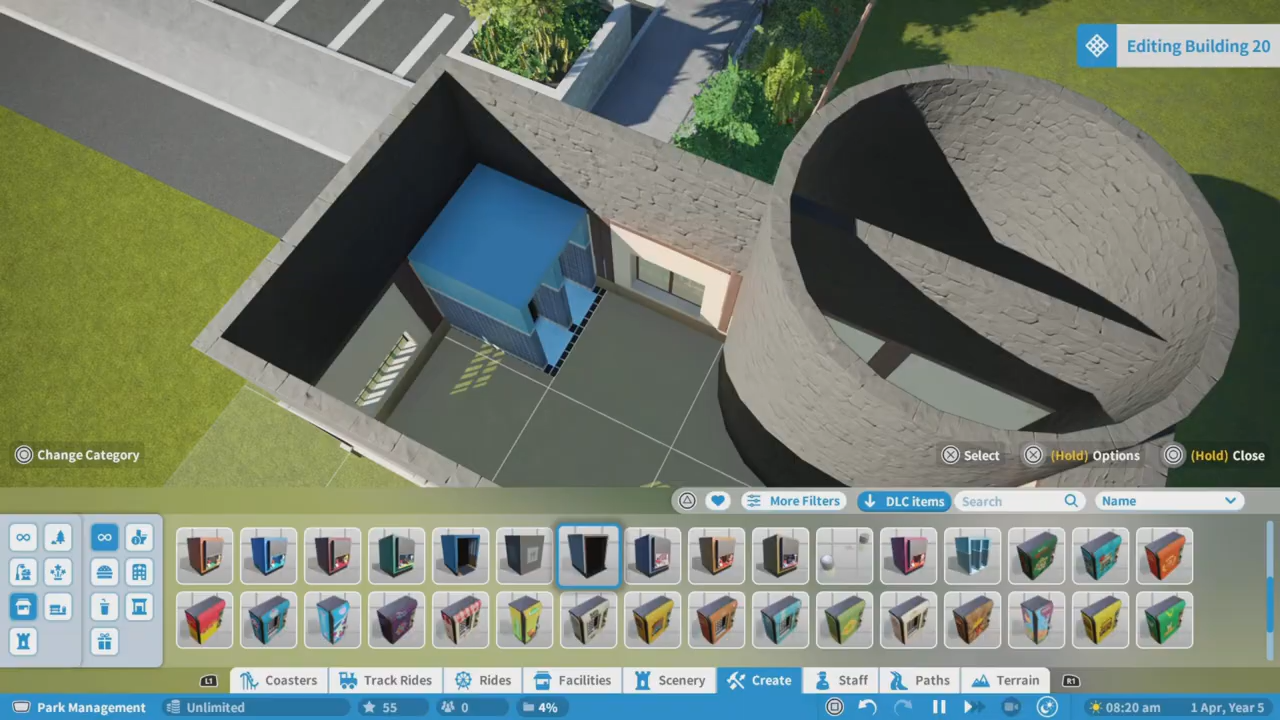 Editing Building 20
Change Category
Select
(Hold) Options
(Hold) Close
More Filters
DLC items
Search
Name
L1
Coasters
Track Rides
Rides
Facilities
Scenery
Create
Staff
Paths
Terrain
R1
Park Management
Unlimited
55
0
4%
08:20 am
1 Apr, Year 5